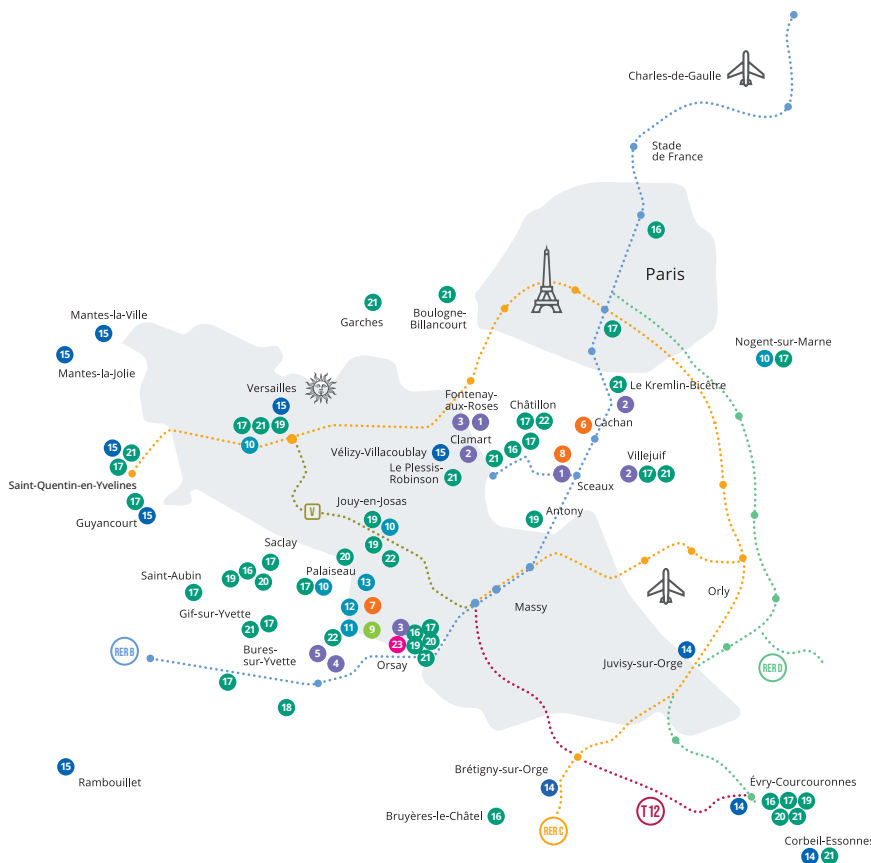 Charles-de-Gaulle
Stade
de France
16
Paris
21
Garches
21
Boulogne-
Billancourt
17
Mantes-la-Ville
15
15
Mantes-la-Jolie
Nogent-sur-Marne
10 17
Versailles
15
17 21 19
10
Fontenay-
aux-Roses
3 1
Clamart
2
Châtillon
17 22
16 17
21
21 Le Kremlin-Bicêtre
2
6
Cachan
8
1
Sceaux
Villejuif
2 17 21
Vélizy-Villacoublay 15
Le Plessis-
Robinson
21
15 21
17
Saint-Quentin-en-Yvelines
17
15
Guyancourt
V
Jouy-en-Josas
19 10
19
22
20
19
Antony
Saclay
17
16
19
20
Saint-Aubin
17
Palaiseau
17 10
13
12 7
11 9
22
Gif-sur-Yvette
21 17
Bures-
sur-Yvette
5
4
3 16 17
23 19 20
21
Orsay
Massy
Orly
RER B
17
18
14
Juvisy-sur-Orge
RER D
15
Rambouillet
Brétigny-sur-Orge
14
Bruyères-le-Châtel 16
RER C
T 12
Évry-Courcouronnes
14
16 17 19
20 21
Corbeil-Essonnes
14 21